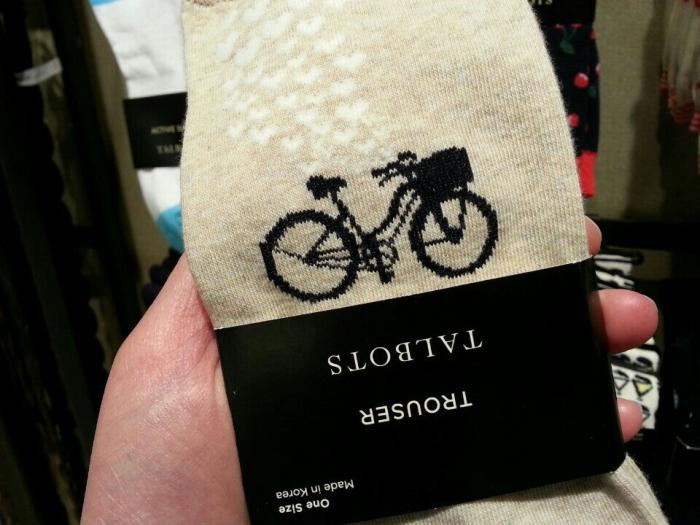 TALBOTS
TROUSER
One Size
Made in Korea